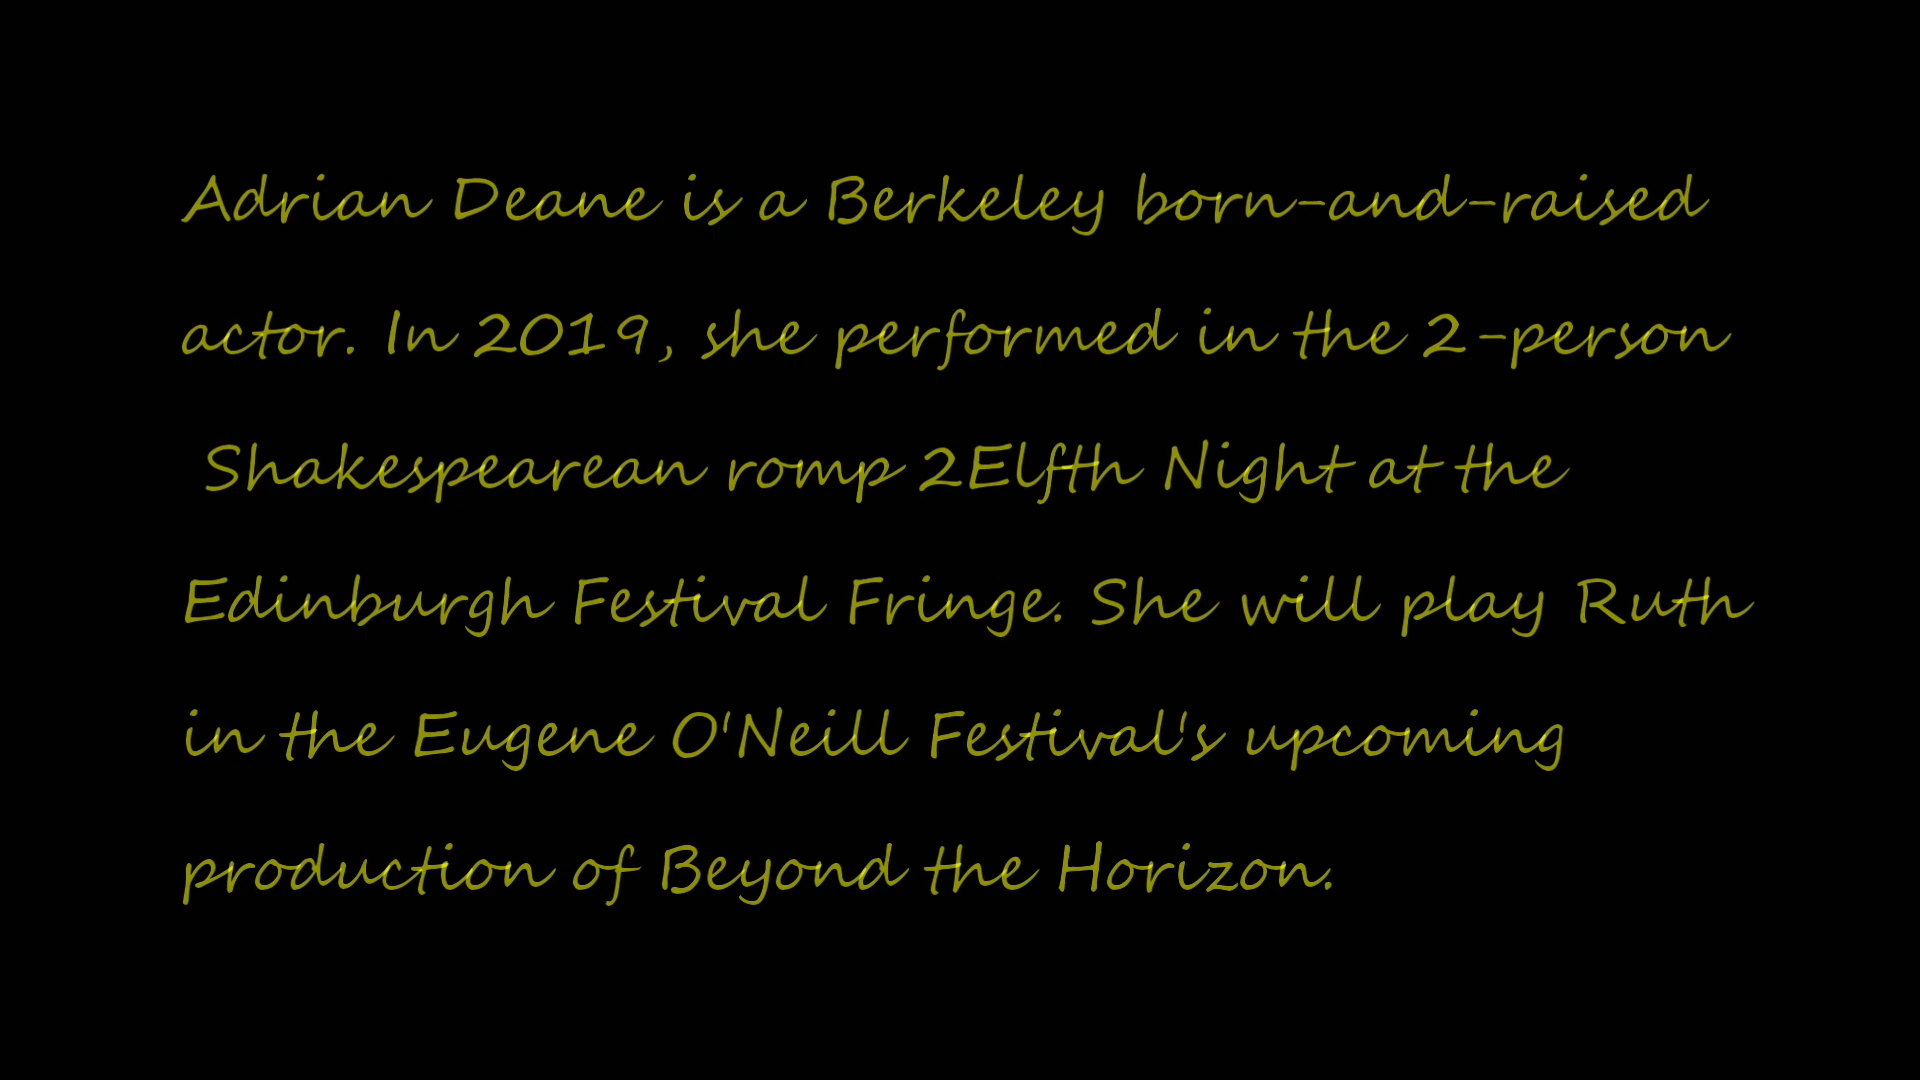 Adrian Deane is a Berkeley born-and-raised
actor. In 2019, she performed in the 2-person
Shakespearean romp 2Elfth Night at the
Edinburgh Festival Fringe. She will play Ruth
in the Eugene O'Neill Festival's upcoming
production of Beyond the Horizon.